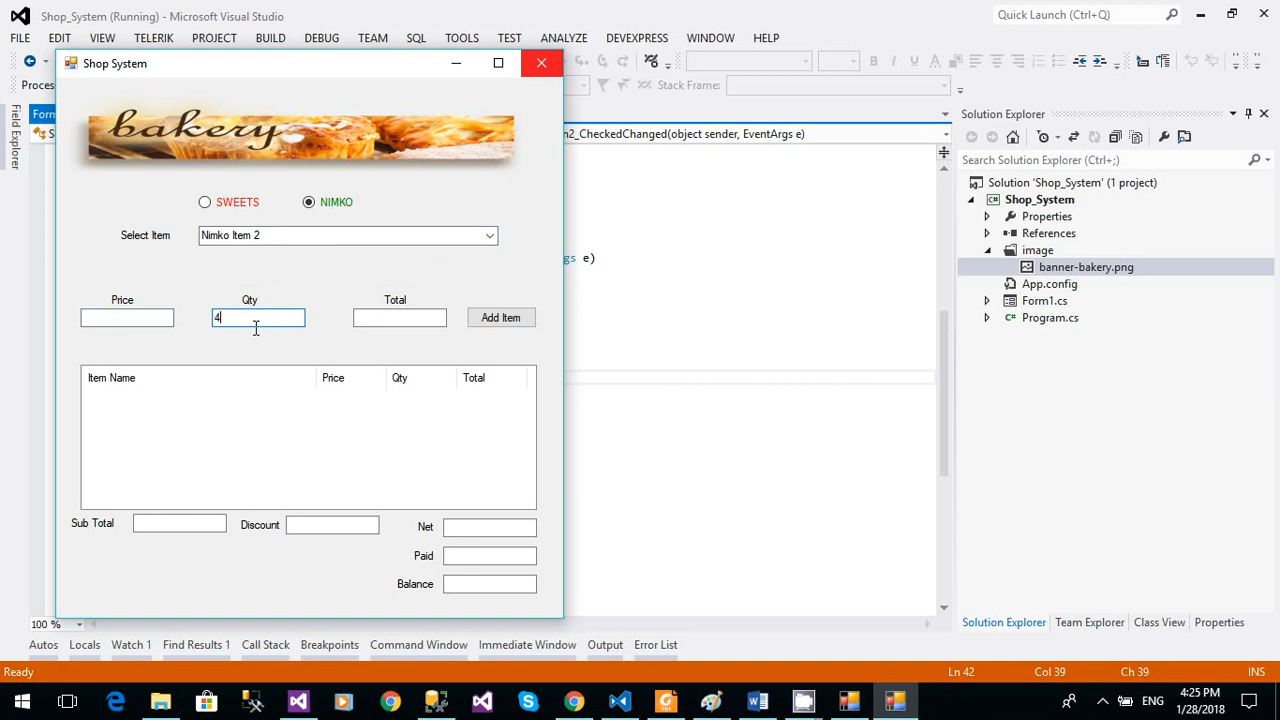 Shop_System (Running) - Microsoft Visual Studio
Quick Launch (Ctrl+Q)
FILE EDIT VIEW PROJECT BUILD DEBUG TEAM SQL TOOLS TEST ANALYZE DEVEXPRESS WINDOW HELP
Shop System
Proces
Stack Frame:
Form
Solution Explorer
S
n2_CheckedChanged(object sender, EventArgs e)
Field Explorer
bakery
Search Solution Explorer (Ctrl+;)
Solution 'Shop_System' (1 project)
Shop_System
Properties
References
image
banner-bakery.png
App.config
Form1.cs
Program.cs
SWEETS NIMKO
Select Item Nimko Item 2
gs e)
Price Qty Total
4
Add Item
Item Name Price Qty Total
Sub Total Discount Net
Paid
Balance
100 %
Solution Explorer Team Explorer Class View Properties
Autos Locals Watch 1 Find Results 1 Call Stack Breakpoints Command Window Immediate Window Output Error List
Ready Ln 42 Col 39 Ch 39 INS
ENG
4:25 PM
1/28/2018